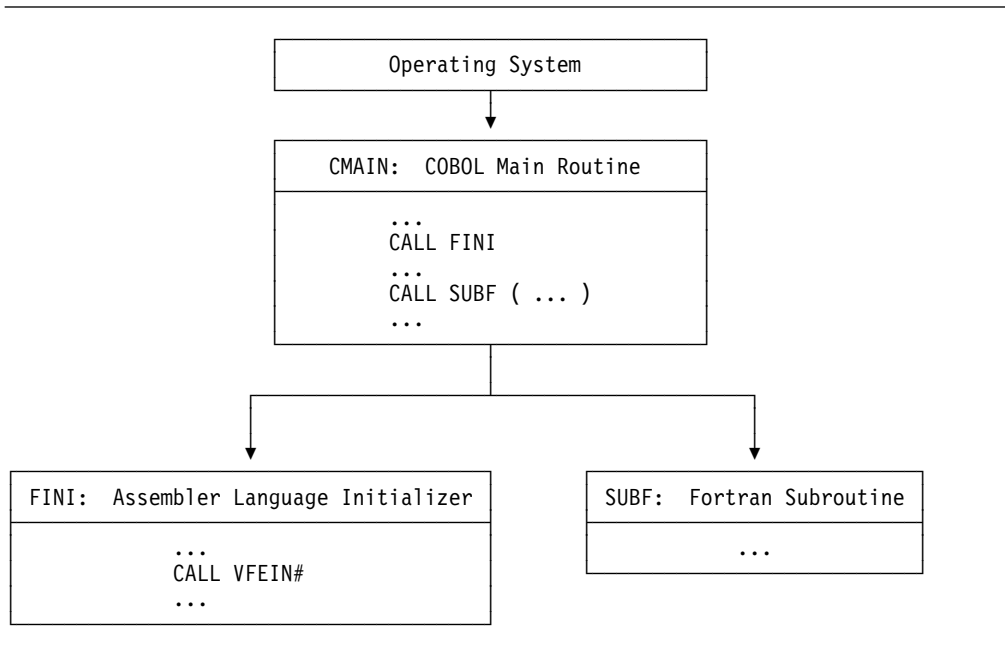 Operating System
CMAIN: COBOL Main Routine
...
CALL FINI
...
CALL SUBF ( ... )
...
FINI: Assembler Language Initializer
...
CALL VFEIN#
...
SUBF: Fortran Subroutine
...